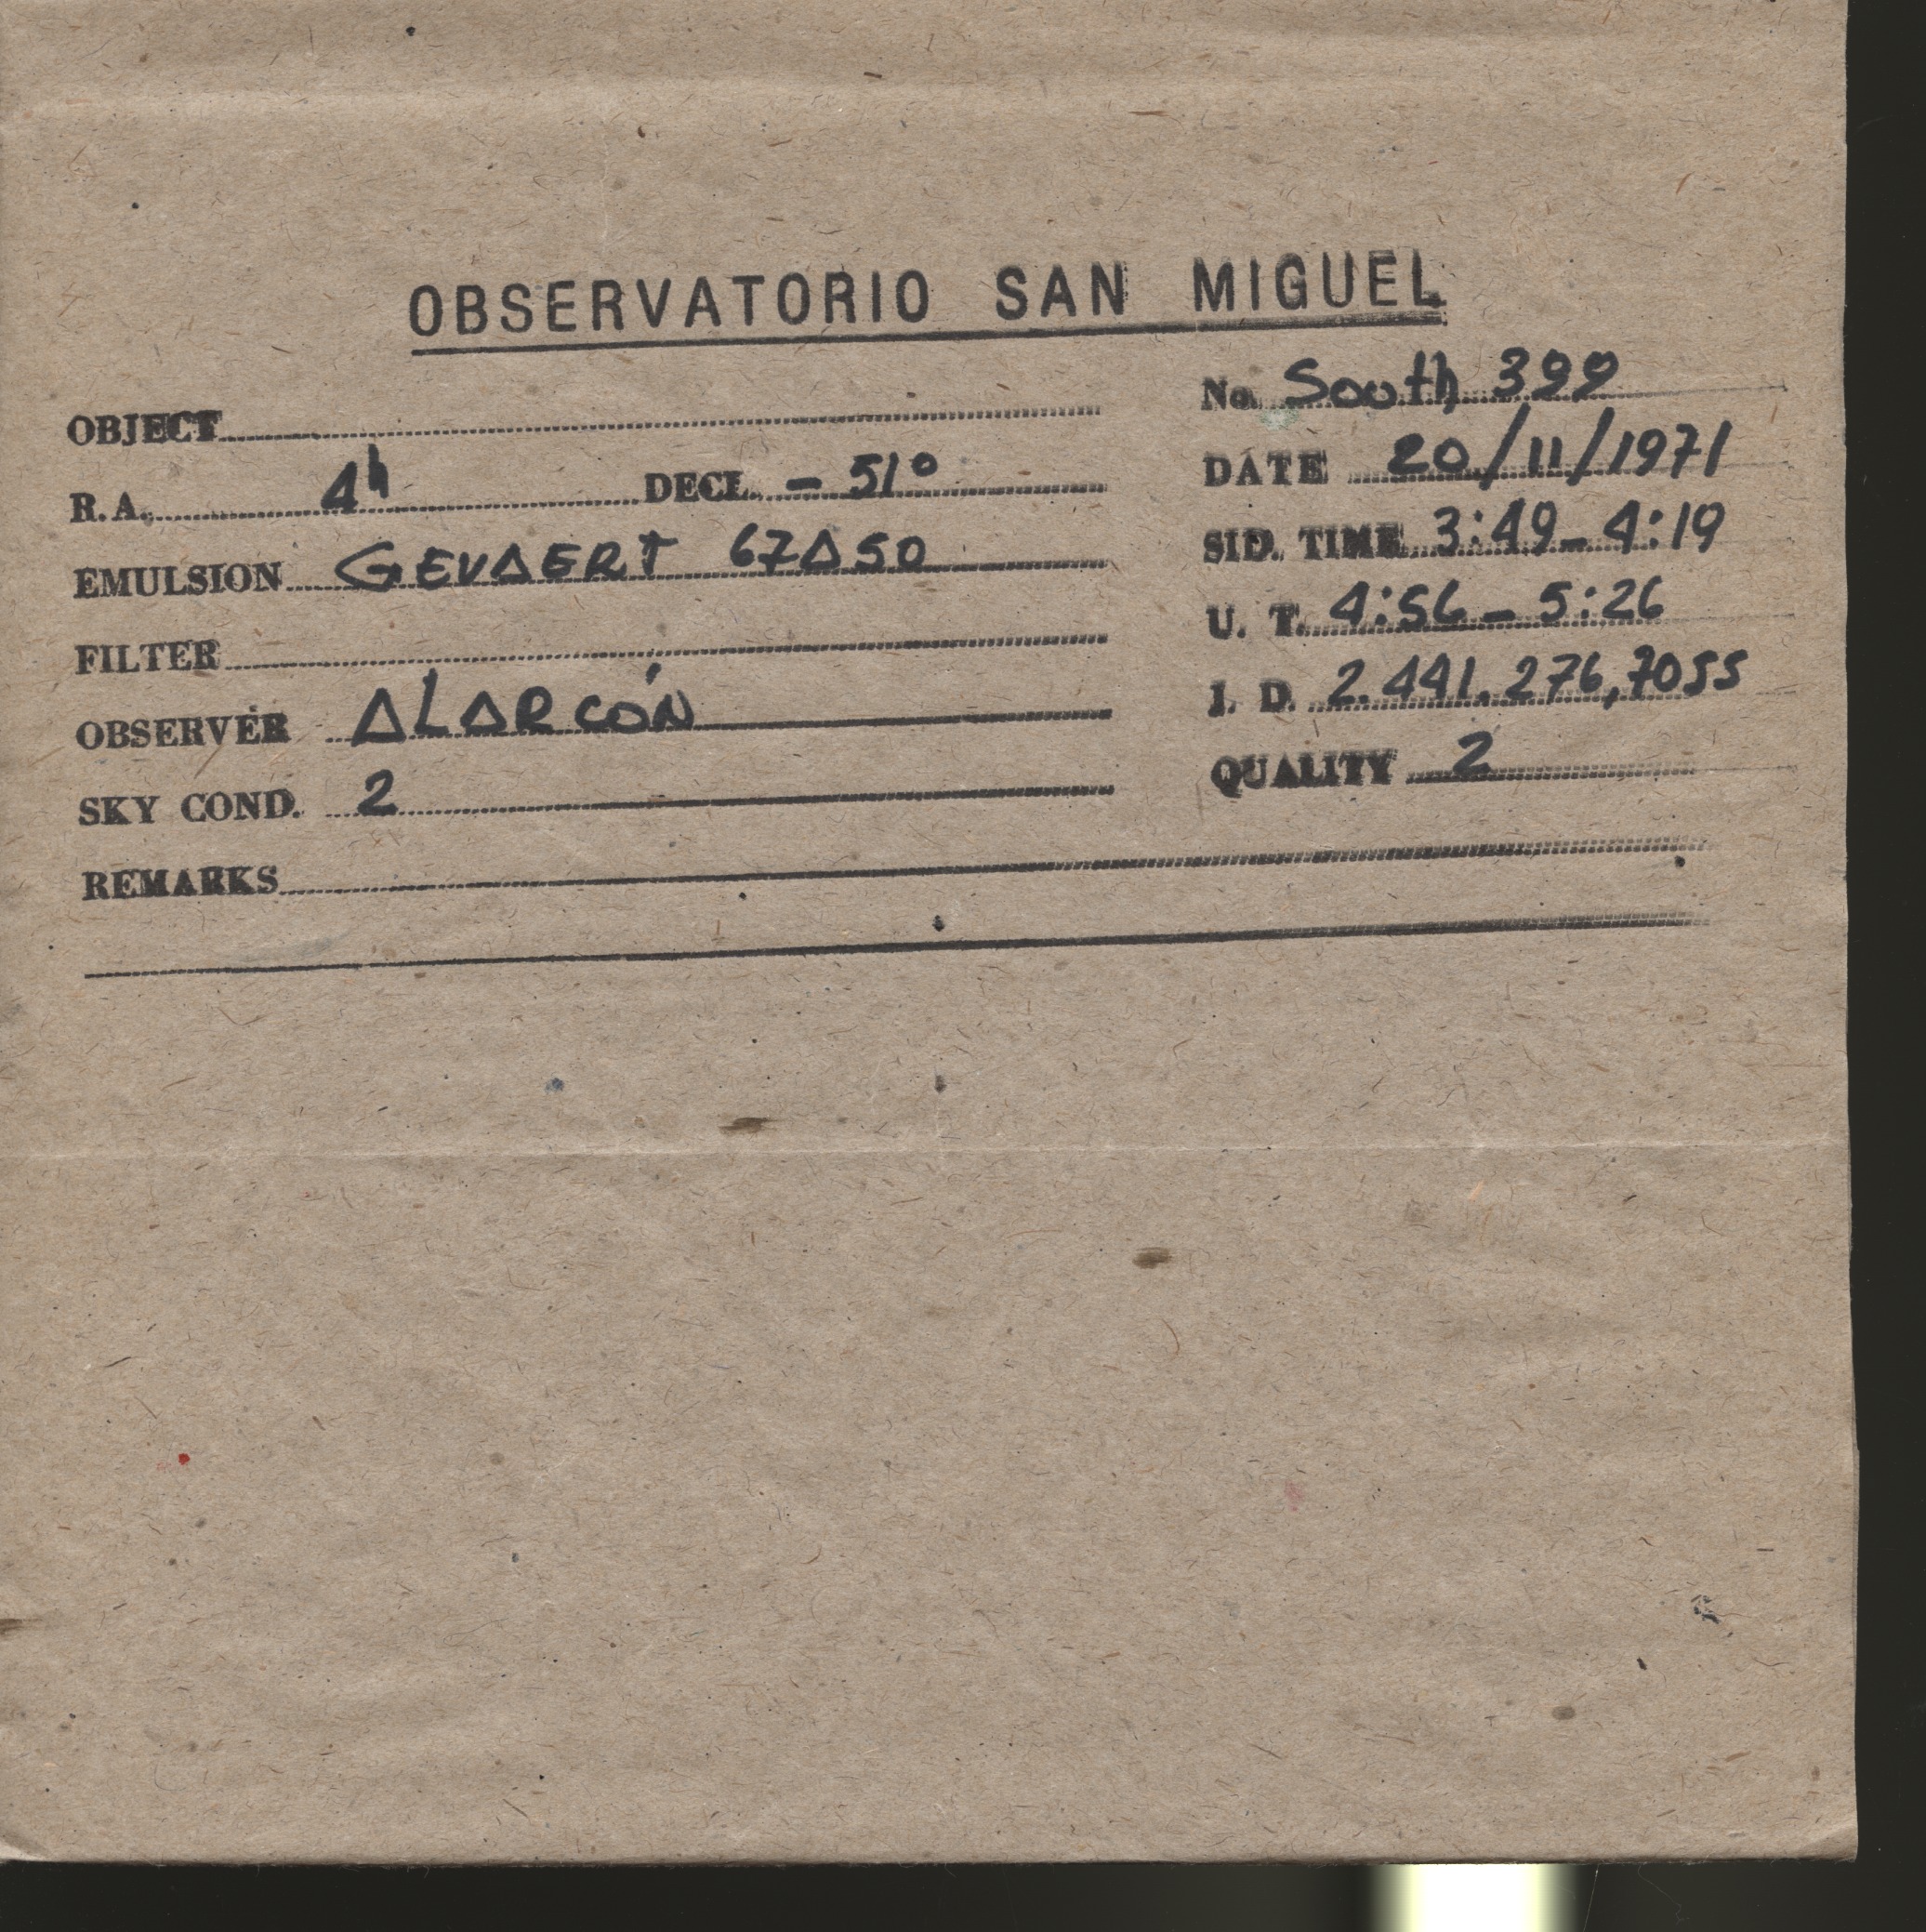 OBSERVATORIO SAN MIGUEL
No. South 399
OBJECT
DATE 20/11/1971
R.A. 4h DECL. - 51°
SID. TIME 3:49 - 4:19
EMULSION GEVAERT 67A50
U. T. 4:56 - 5:26
FILTER
J. D. 2.441.276,7055
OBSERVER ALARCÓN
QUALITY 2
SKY COND. 2
REMARKS